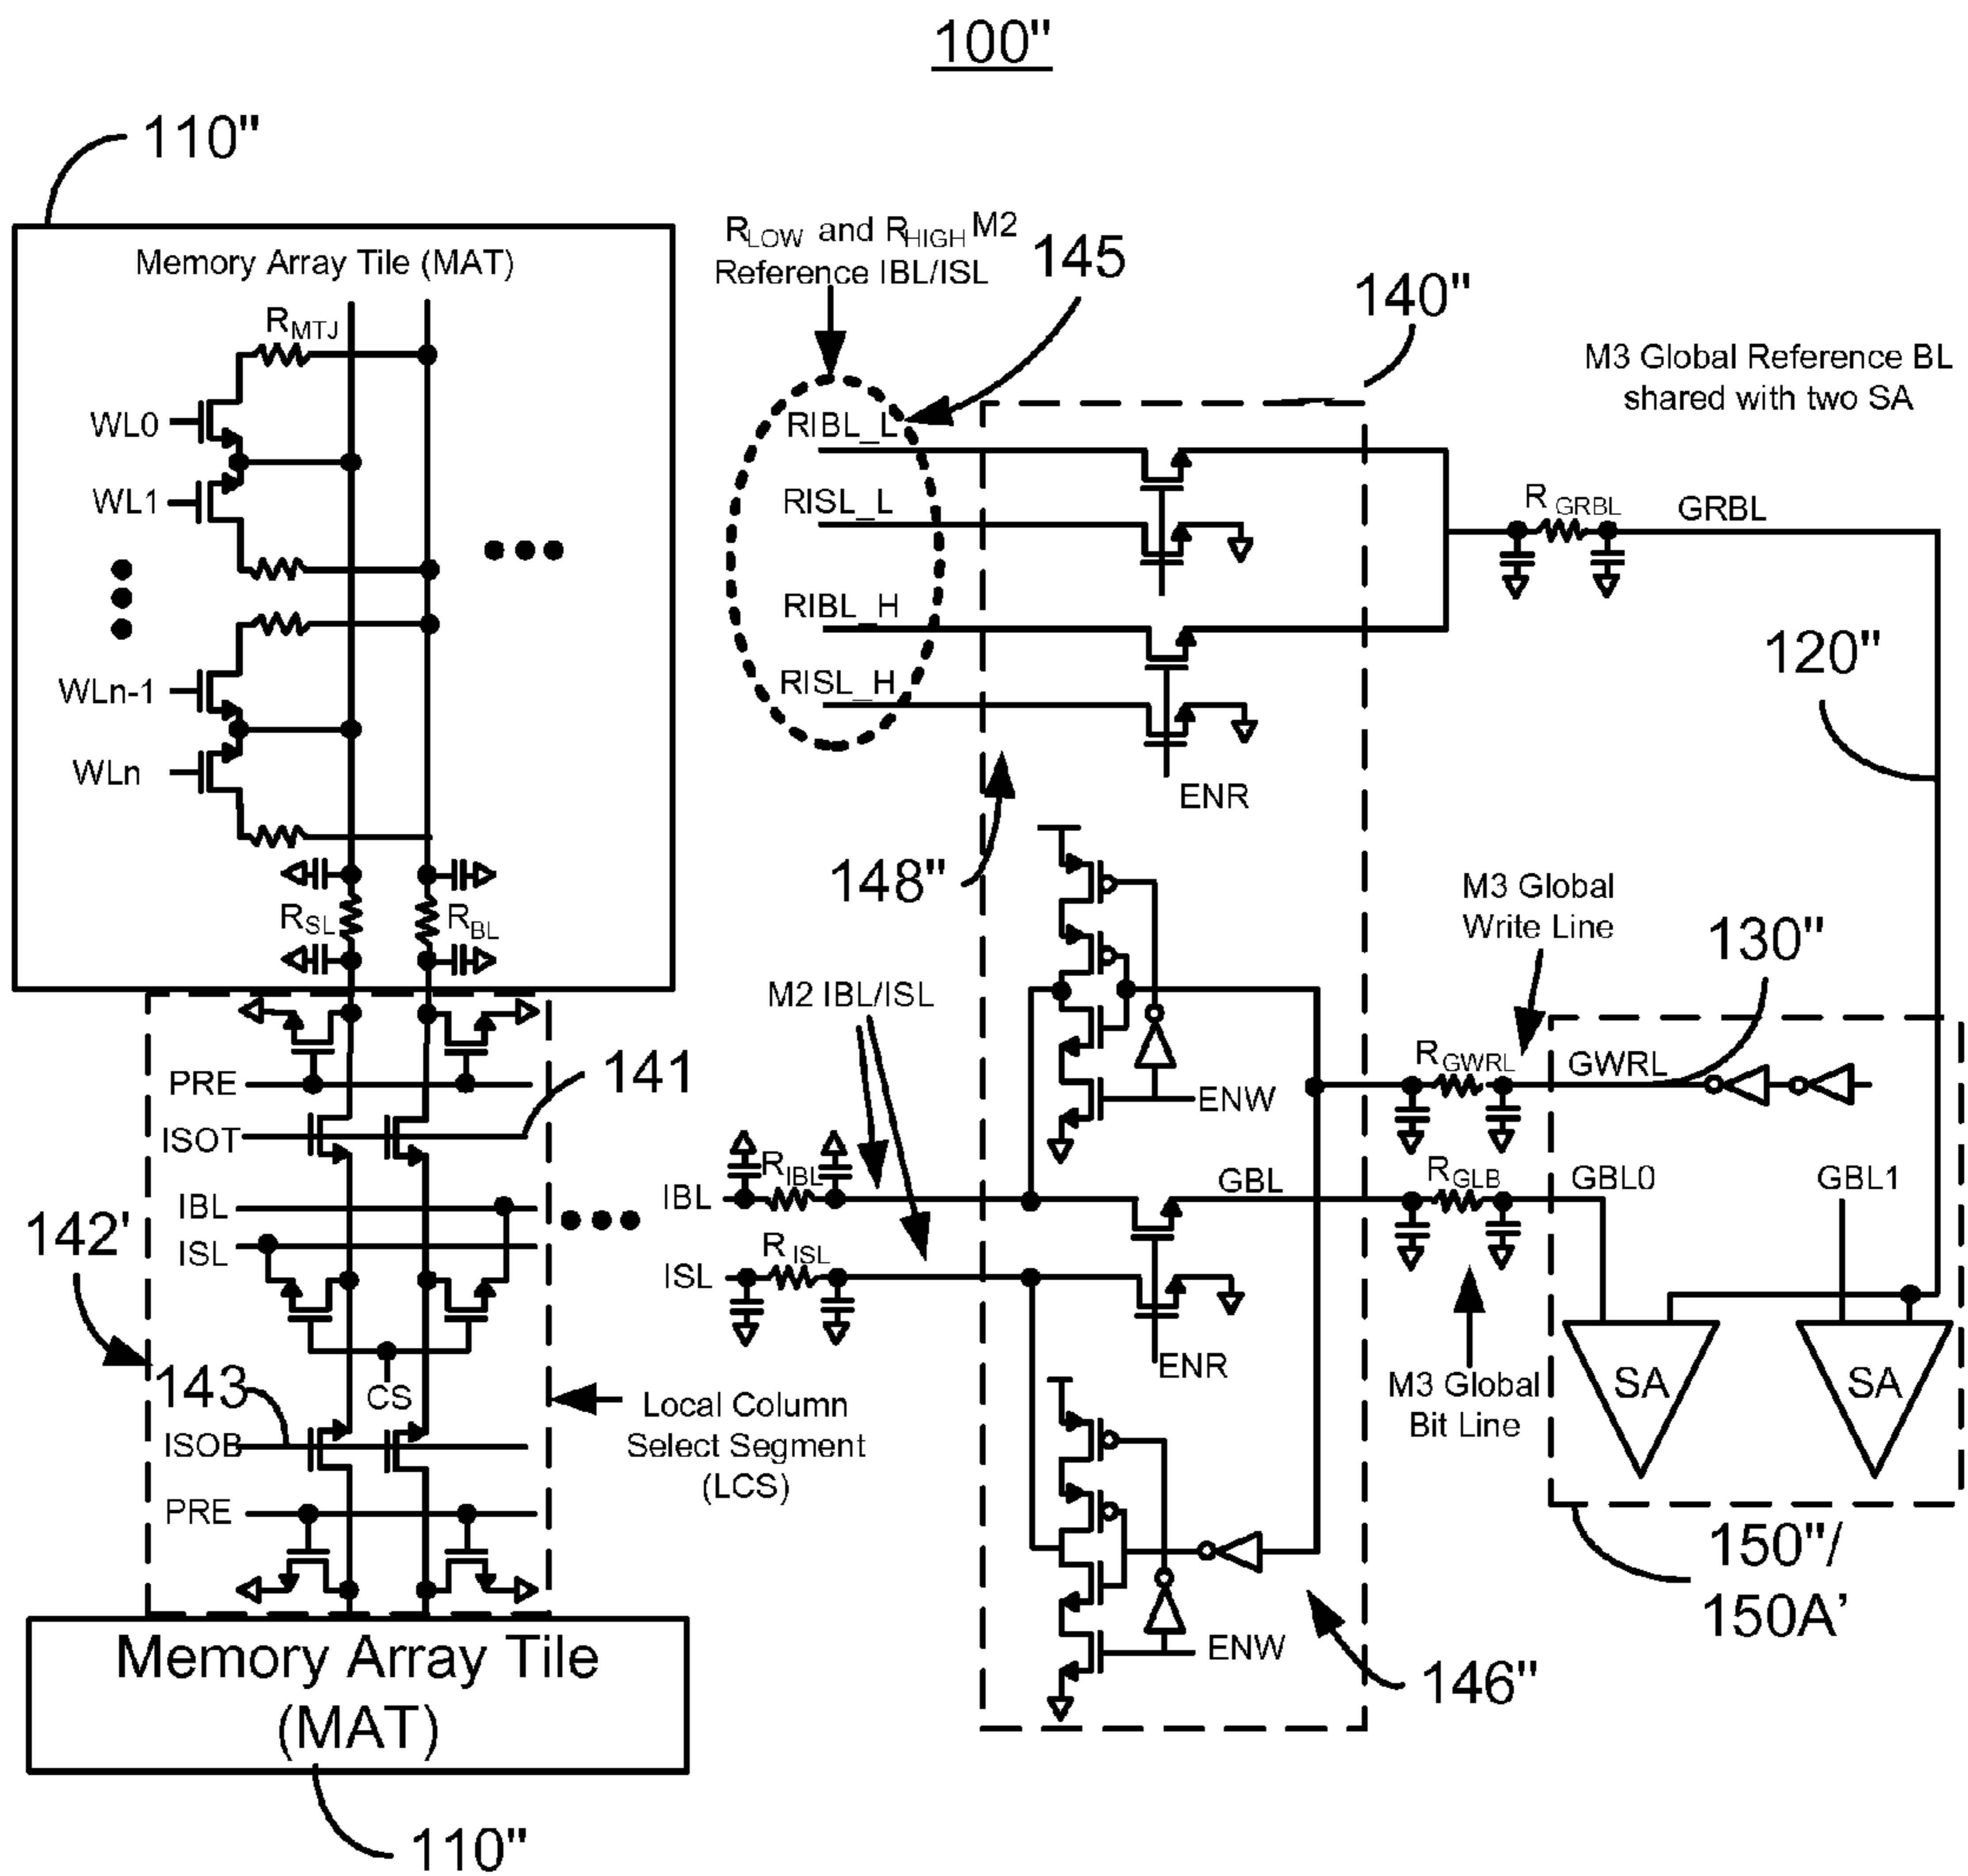 100"
110"
Memory Array Tile (MAT)
RMTJ
WL0
WL1
WLn-1
WLn
RSL
RBL
PRE
ISOT
141
IBL
ISL
142'
143
CS
ISOB
PRE
Local Column
Select Segment
(LCS)
Memory Array Tile
(MAT)
110"
RLOW and RHIGH M2
Reference IBL/ISL
145
140"
RIBL_L
RISL_L
RIBL_H
RISL_H
ENR
148"
M3 Global Reference BL
shared with two SA
RGRBL
GRBL
120"
M2 IBL/ISL
ENW
IBL
RIBL
GBL
ISL
RISL
ENR
ENW
146"
M3 Global
Write Line
130"
RGWRL
GWRL
RGLB
GBL0
GBL1
M3 Global
Bit Line
SA
SA
150"/
150A’